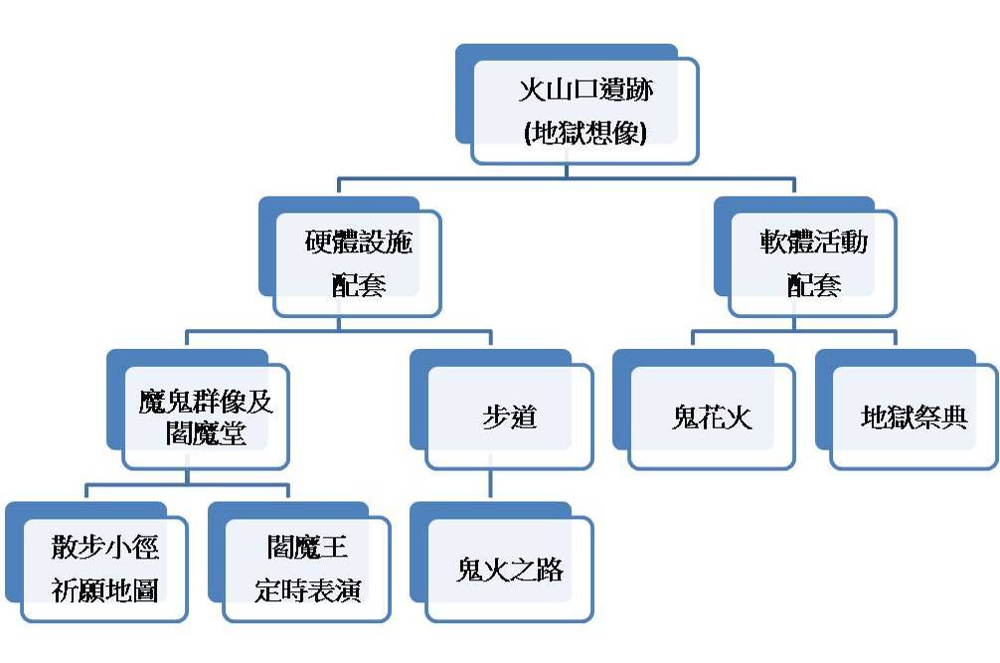 火山口遺跡
(地獄想像)
硬體設施
配套
軟體活動
配套
魔鬼群像及
閻魔堂
步道
鬼花火
地獄祭典
散步小徑
祈願地圖
閻魔王
定時表演
鬼火之路